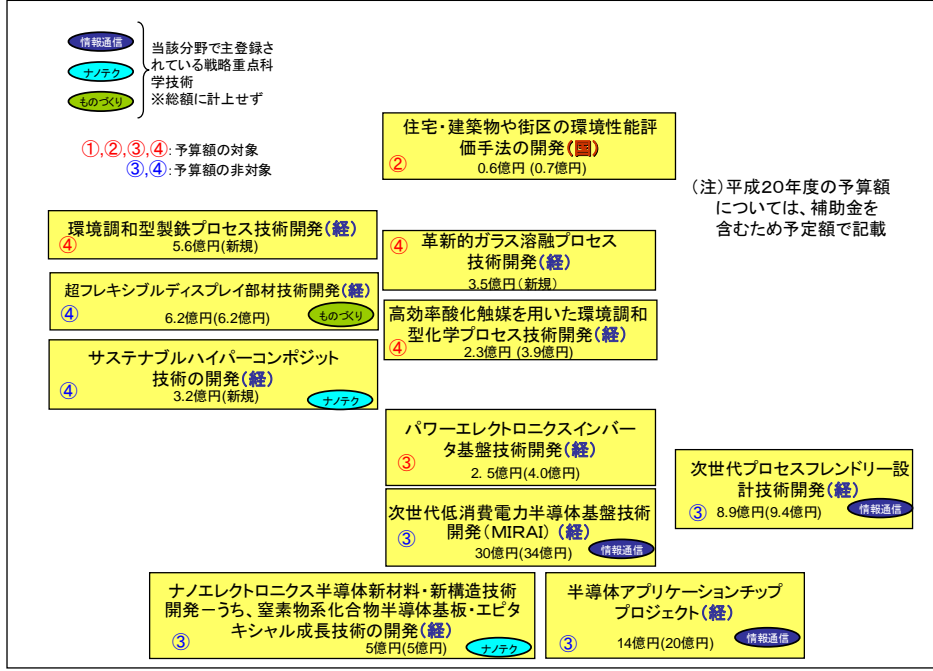 情報通信
ナノテク
ものづくり
当該分野で主登録さ
れている戦略重点科
学技術
※総額に計上せず
①,②,③,④:予算額の対象
③,④:予算額の非対象
住宅・建築物や街区の環境性能評
価手法の開発(国)
② 0.6億円 (0.7億円)
(注)平成20年度の予算額
については、補助金を
含むため予定額で記載
環境調和型製鉄プロセス技術開発(経)
④ 5.6億円(新規)
④ 革新的ガラス溶融プロセス
技術開発(経)
3.5億円(新規)
超フレキシブルディスプレイ部材技術開発(経)
④ 6.2億円(6.2億円) ものづくり
高効率酸化触媒を用いた環境調和
型化学プロセス技術開発(経)
④ 2.3億円 (3.9億円)
サステナブルハイパーコンポジット
技術の開発(経)
④ 3.2億円(新規) ナノテク
パワーエレクトロニクスインバー
タ基盤技術開発(経)
③ 2. 5億円(4.0億円)
次世代プロセスフレンドリー設
計技術開発(経)
③ 8.9億円(9.4億円) 情報通信
次世代低消費電力半導体基盤技術
③ 開発(MIRAI) (経)
30億円(34億円) 情報通信
ナノエレクトロニクス半導体新材料・新構造技術
開発-うち、窒素物系化合物半導体基板・エピタ
キシャル成長技術の開発(経)
③ 5億円(5億円) ナノテク
半導体アプリケーションチップ
プロジェクト(経)
③ 14億円(20億円) 情報通信